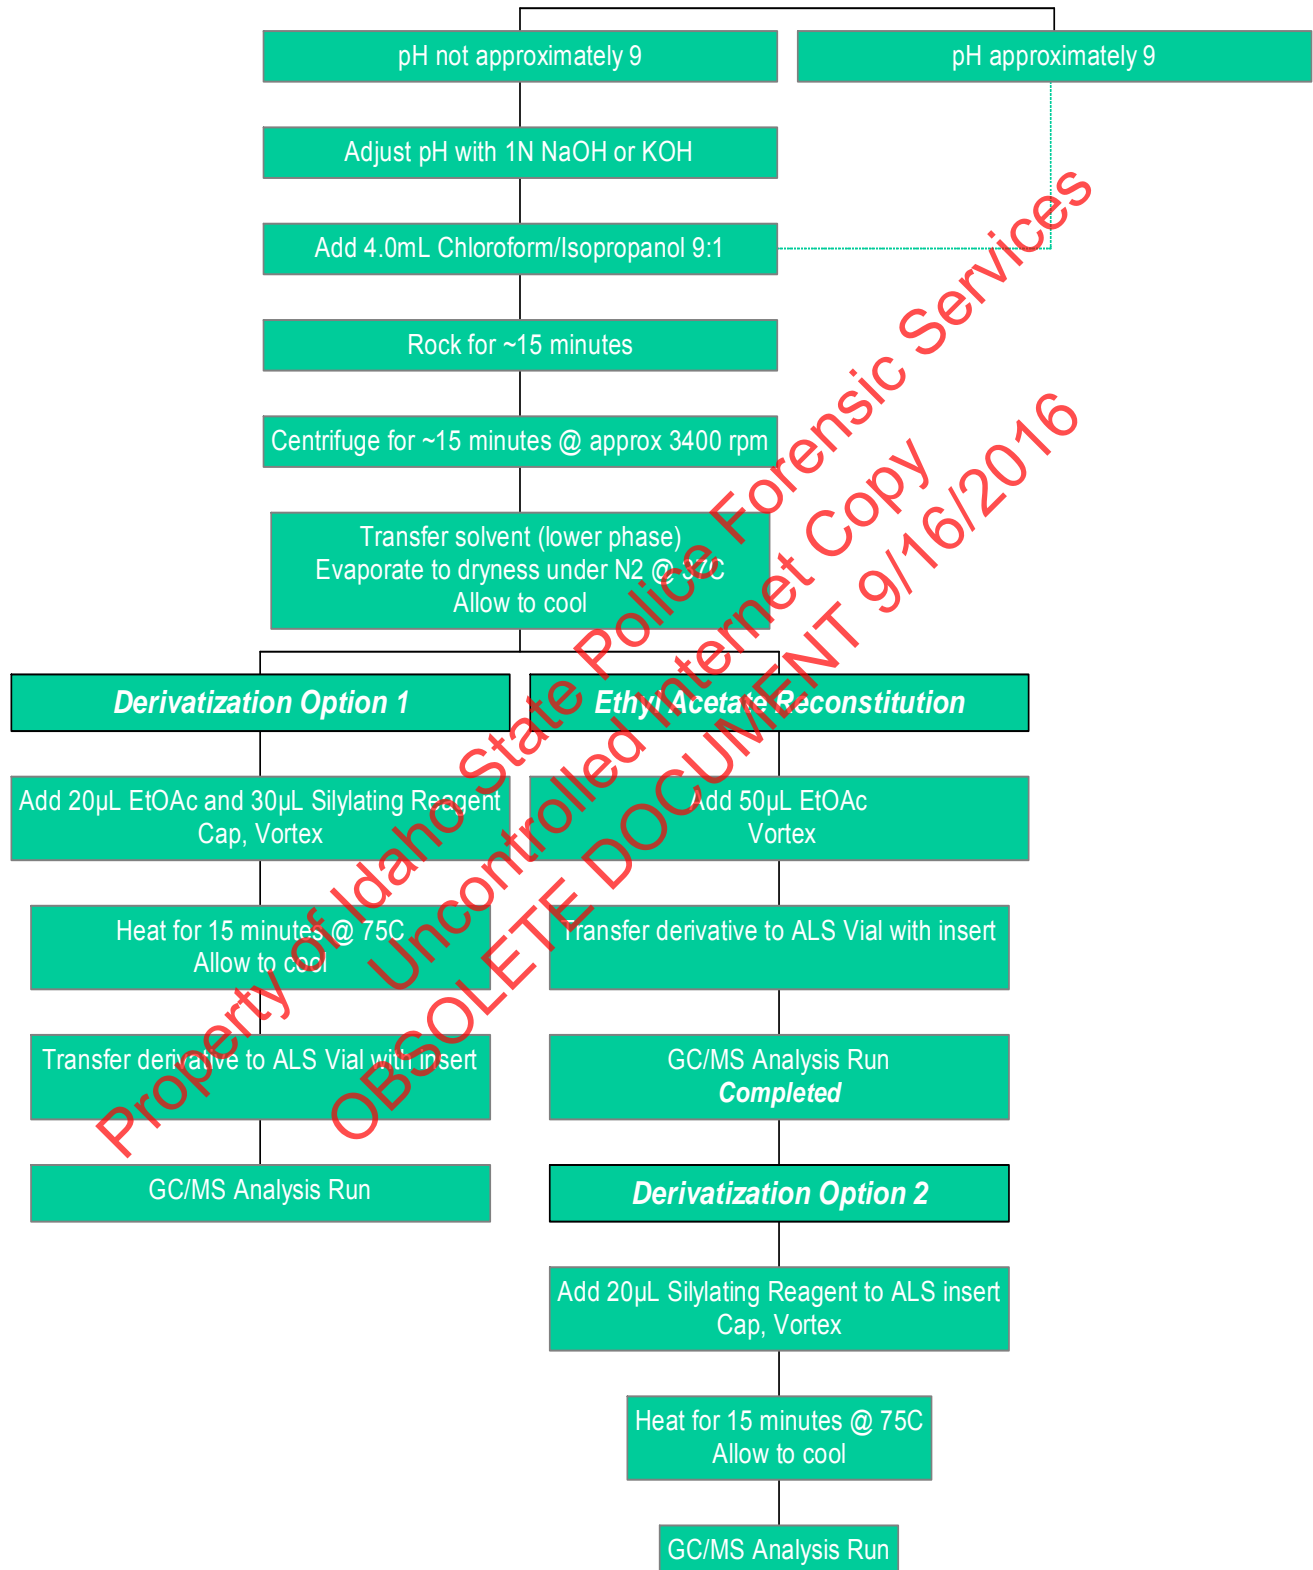 pH not approximately 9
pH approximately 9
Adjust pH with 1N NaOH or KOH
Add 4.0mL Chloroform/Isopropanol 9:1
Rock for ~15 minutes
Centrifuge for ~15 minutes @ approx 3400 rpm
Transfer solvent (lower phase)
Evaporate to dryness under N2 @ 37C
Allow to cool
Derivatization Option 1
Add 20µL EtOAc and 30µL Silylating Reagent
Cap, Vortex
Heat for 15 minutes @ 75C
Allow to cool
Transfer derivative to ALS Vial with insert
GC/MS Analysis Run
Ethyl Acetate Reconstitution
Add 50µL EtOAc
Vortex
Transfer derivative to ALS Vial with insert
GC/MS Analysis Run
Completed
Derivatization Option 2
Add 20µL Silylating Reagent to ALS insert
Cap, Vortex
Heat for 15 minutes @ 75C
Allow to cool
GC/MS Analysis Run
Property of Idaho State Police Forensic Services
Uncontrolled Internet Copy
OBSOLETE DOCUMENT 9/16/2016